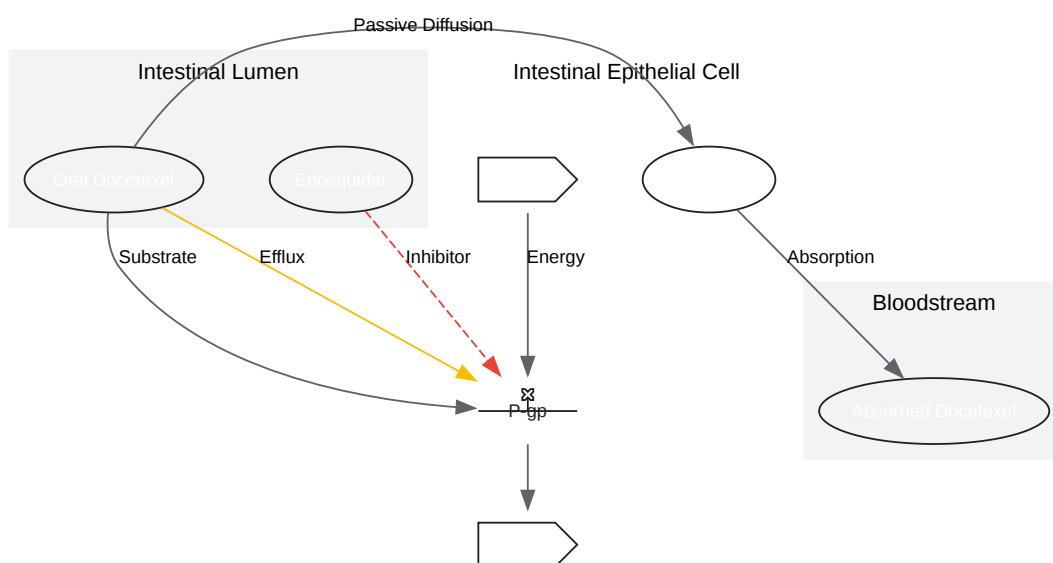 Passive Diffusion
Intestinal Lumen
Intestinal Epithelial Cell
Oral Docetaxel
Encequidar
Substrate
Efflux
Inhibitor
Energy
Absorption
Bloodstream
P-gp
Absorbed Docetaxel